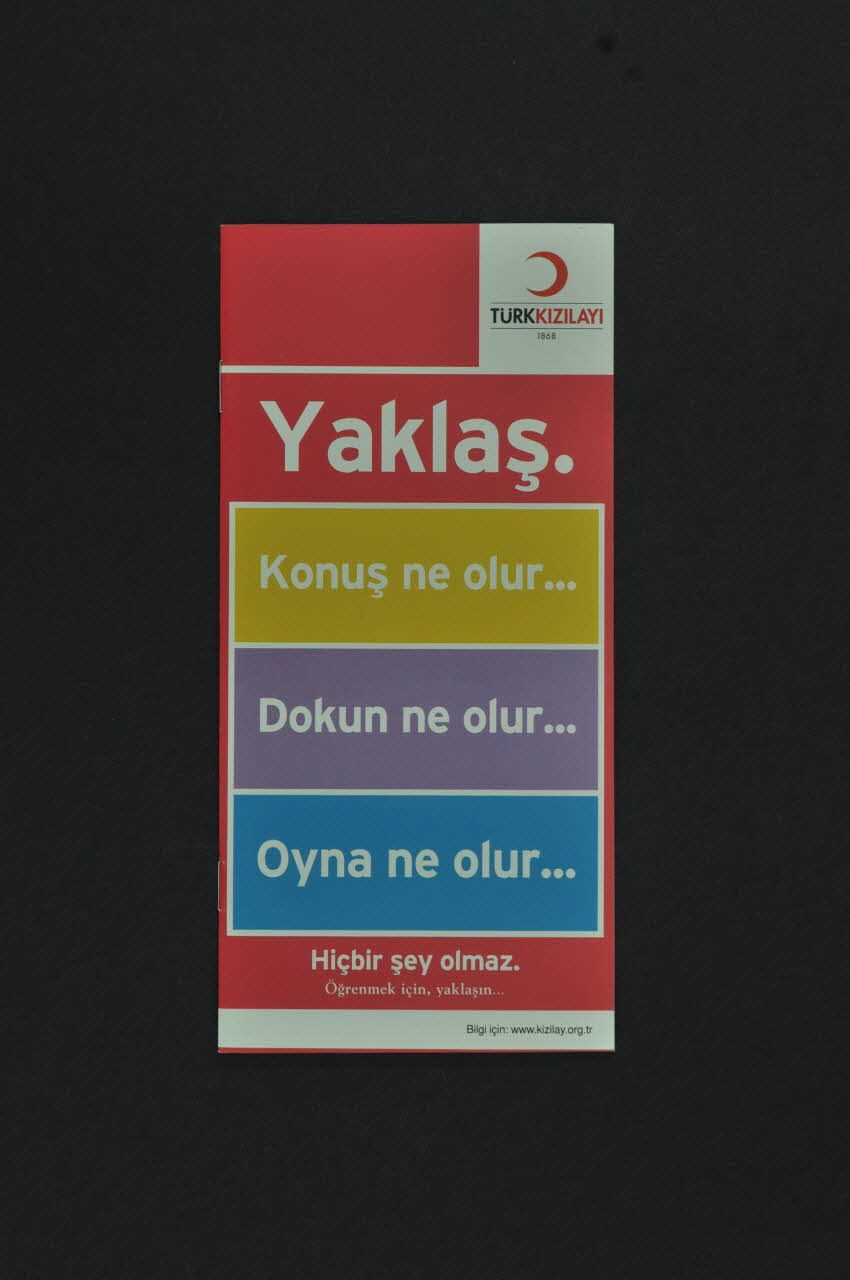 TÜRKKIZILAYI
1868
Yaklaş.
Konuş ne olur...
Dokun ne olur...
Oyna ne olur...
Hiçbir şey olmaz.
Öğrenmek için, yaklaşın...
Bilgi için: www.kizilay.org.tr